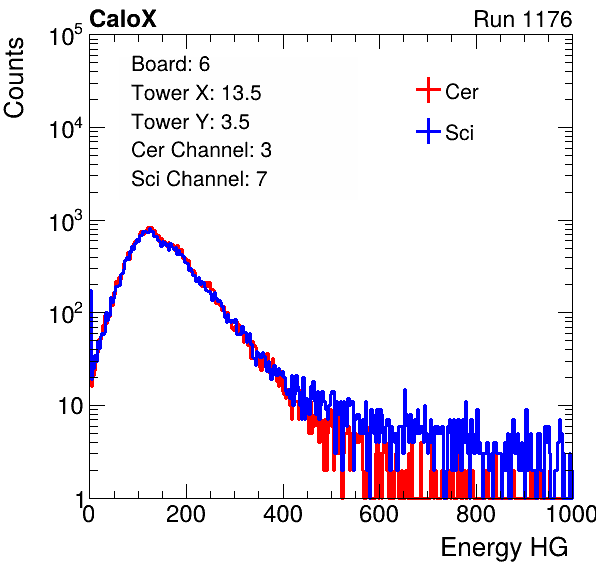 CaloX Run 1176
Counts
10^5
10^4
10^3
10^2
10
1
Board: 6
Tower X: 13.5
Tower Y: 3.5
Cer Channel: 3
Sci Channel: 7
Cer
Sci
0 200 400 600 800 1000
Energy HG